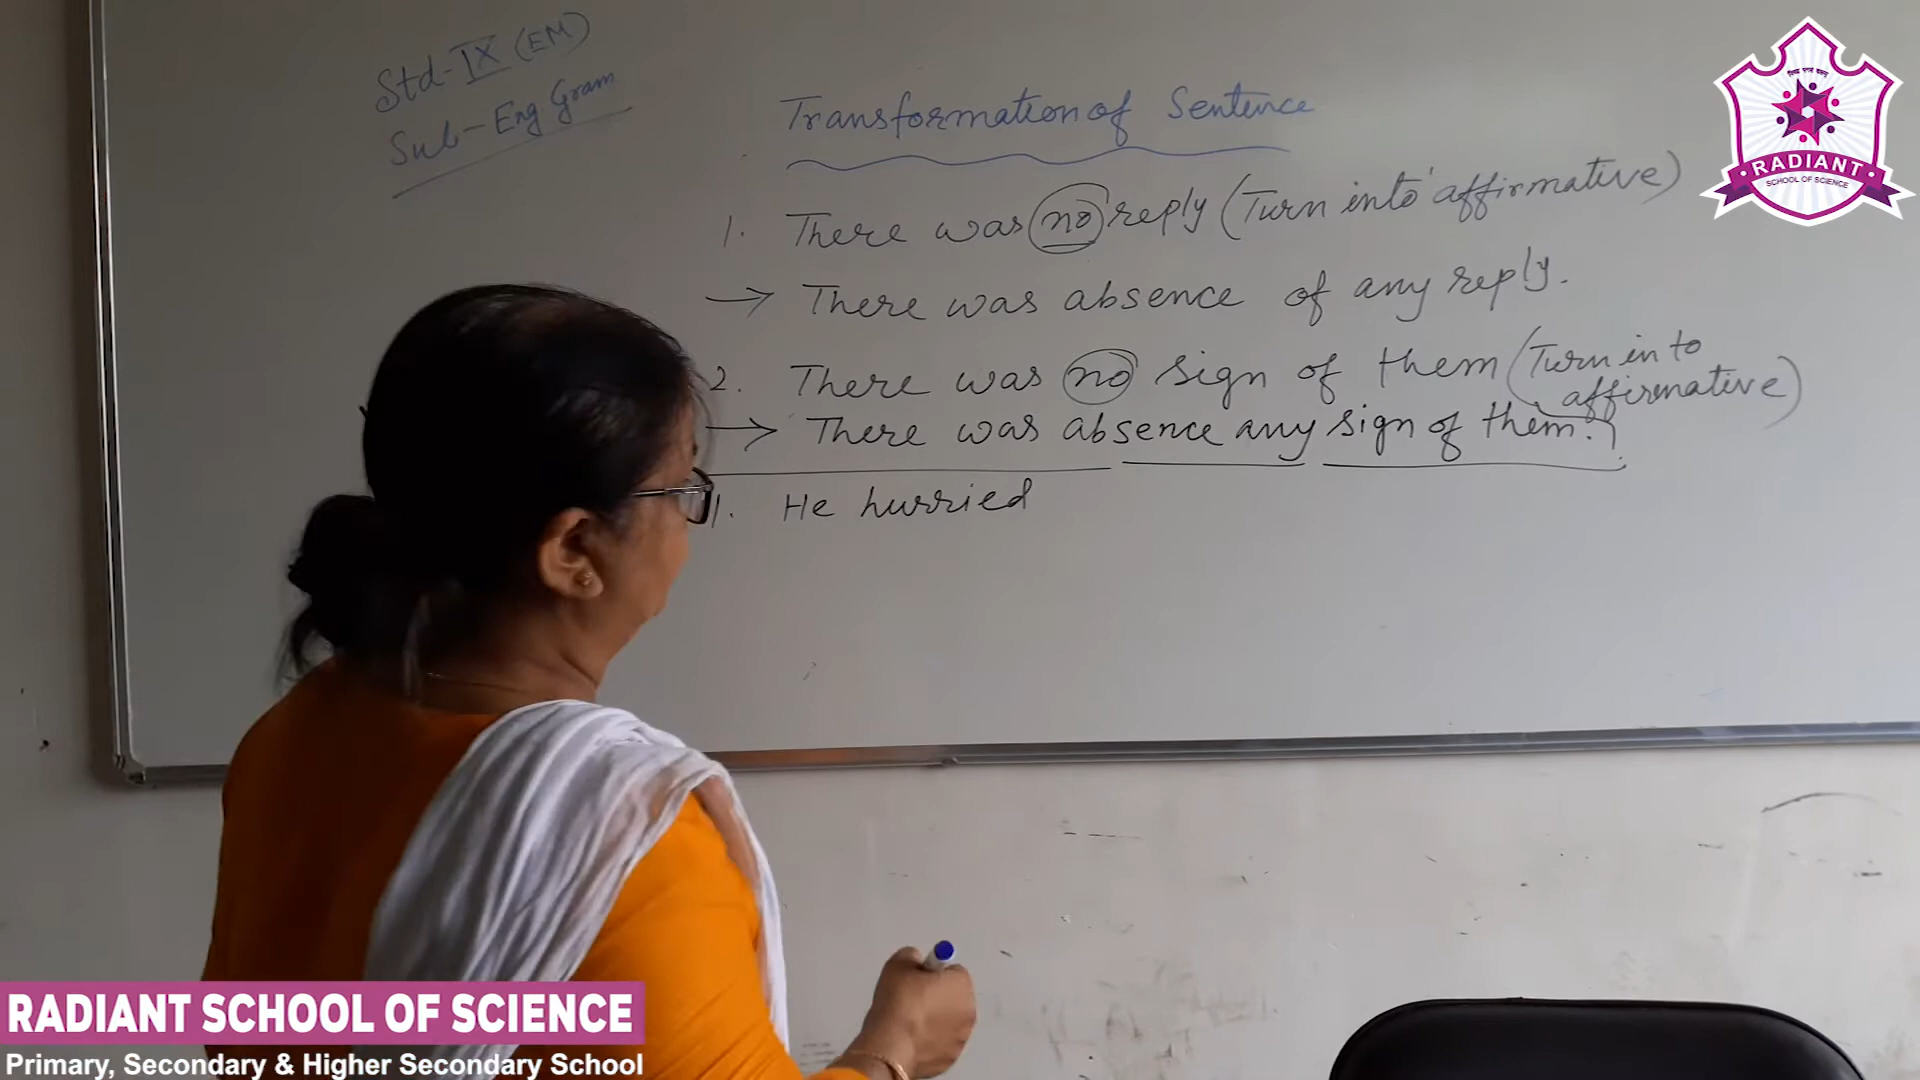 Std-IX (EM)
Sub-Eng Gram
Transformation of Sentence
1. There was no reply (Turn into affirmative)
→ There was absence of any reply.
2. There was no sign of them (Turn in to
affirmative)
→ There was absence any sign of them.
1. He hurried
RADIANT
SCHOOL OF SCIENCE
RADIANT SCHOOL OF SCIENCE
Primary, Secondary & Higher Secondary School